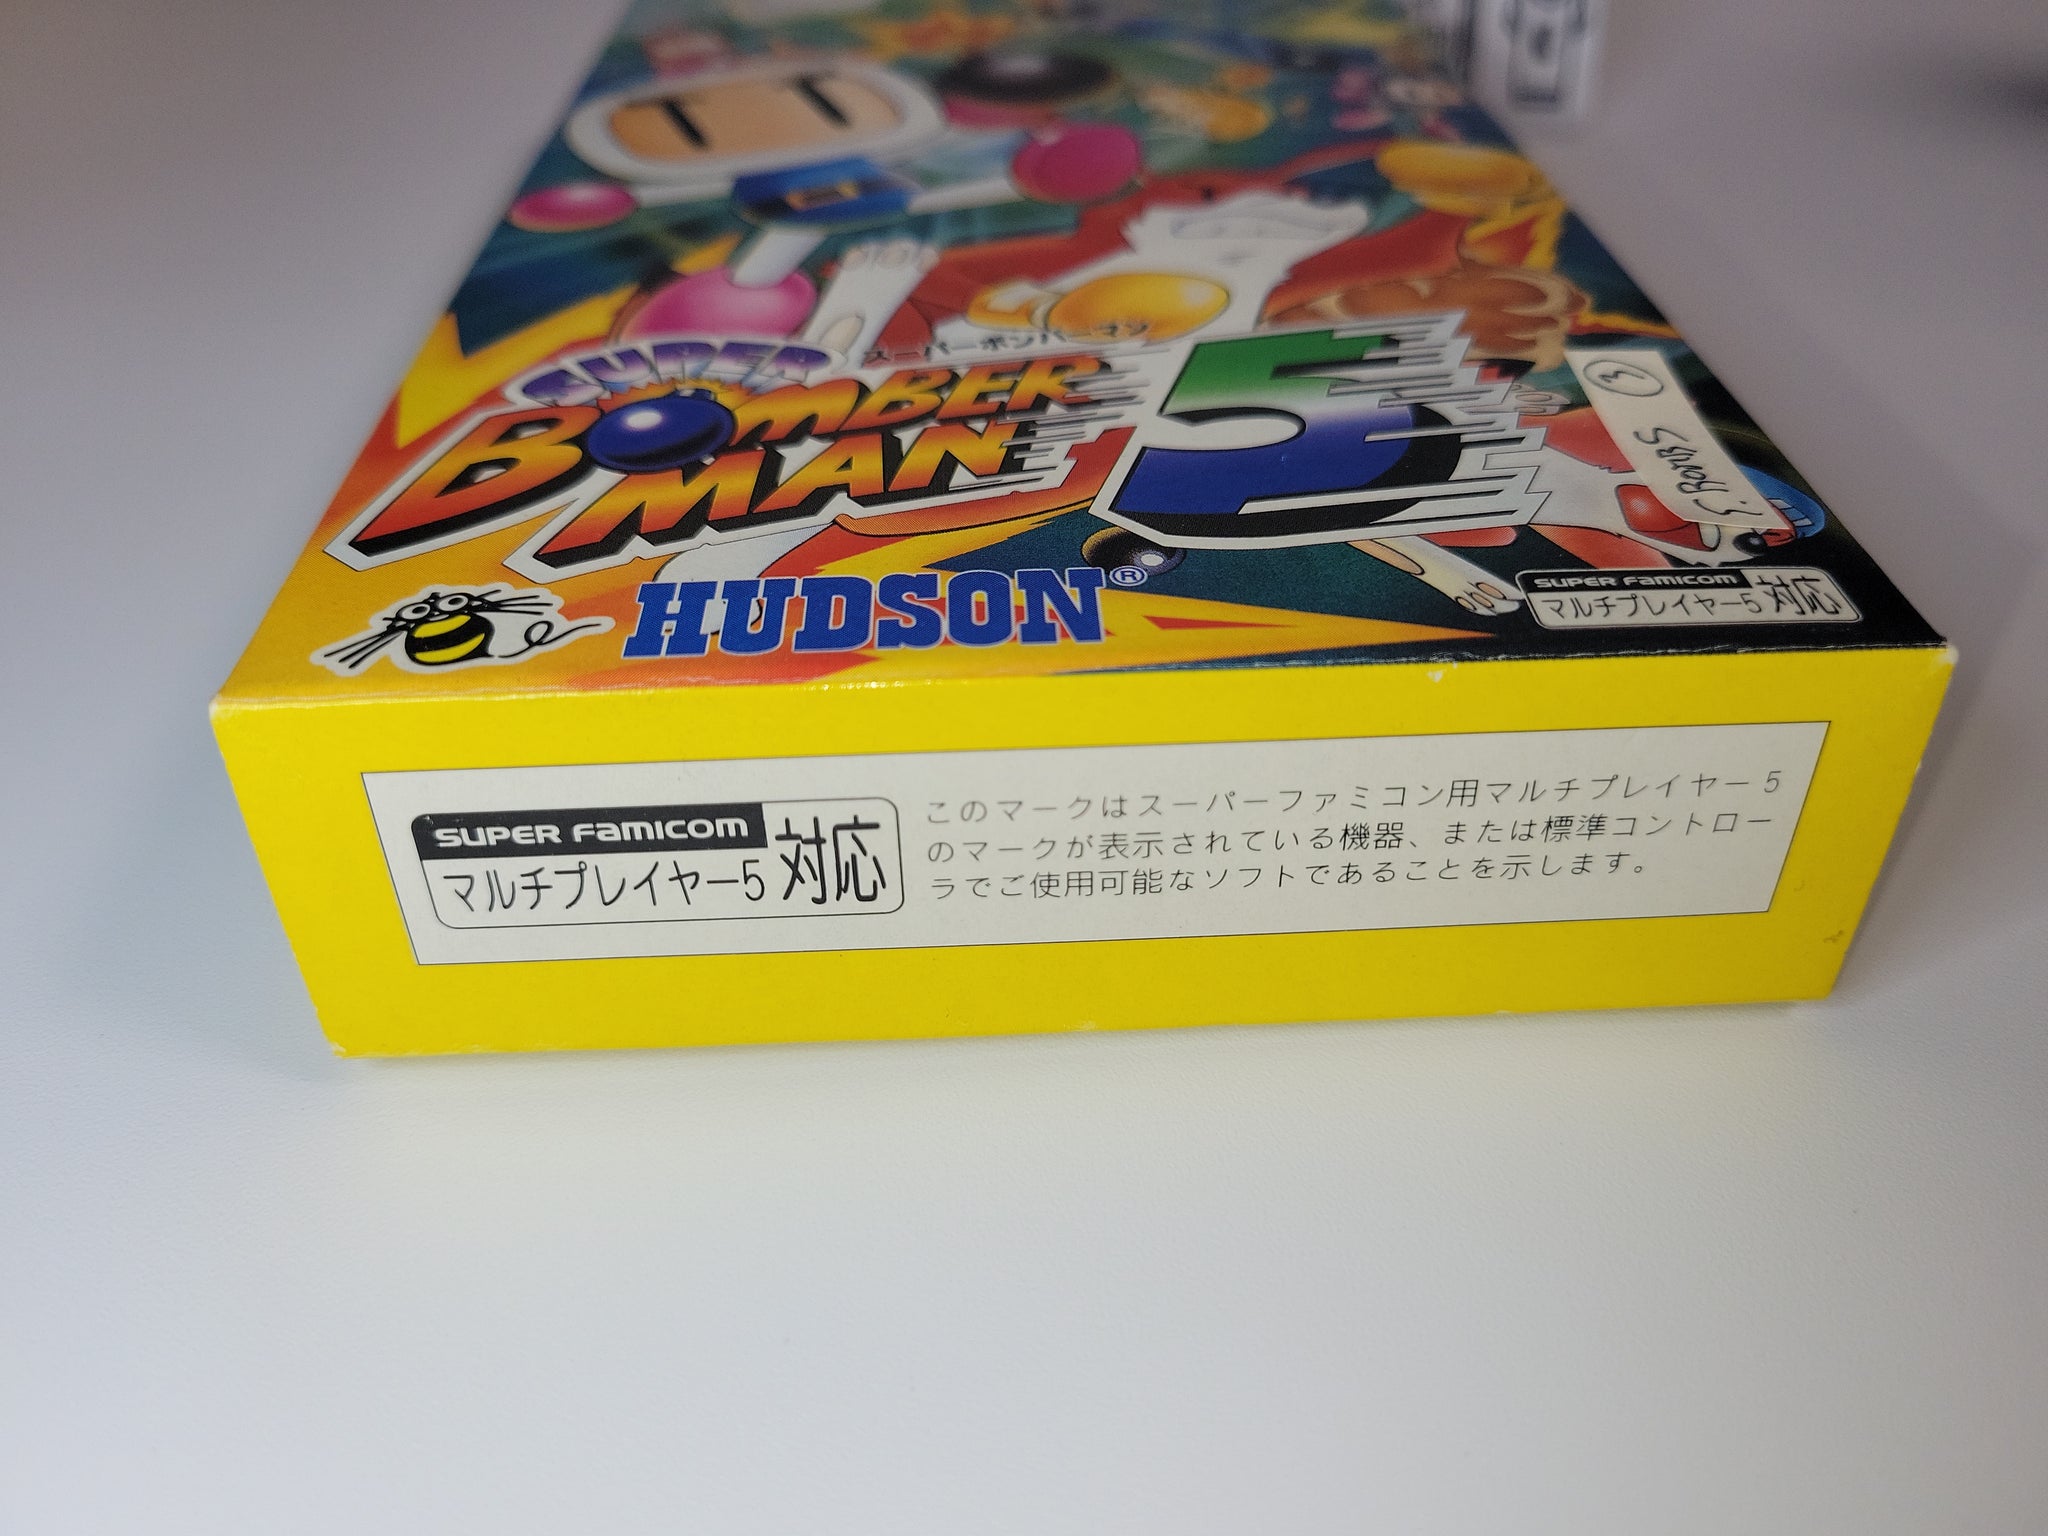 SUPER
スーパーボンバーマン
BOMBER
MAN
5
HUDSON®
③
S.BOMB5
SUPER FAMICOM
マルチプレイヤー5 対応
SUPER FAMICOM
マルチプレイヤー5 対応
このマークはスーパーファミコン用マルチプレイヤー5
のマークが表示されている機器、または標準コントロー
ラでご使用可能なソフトであることを示します。